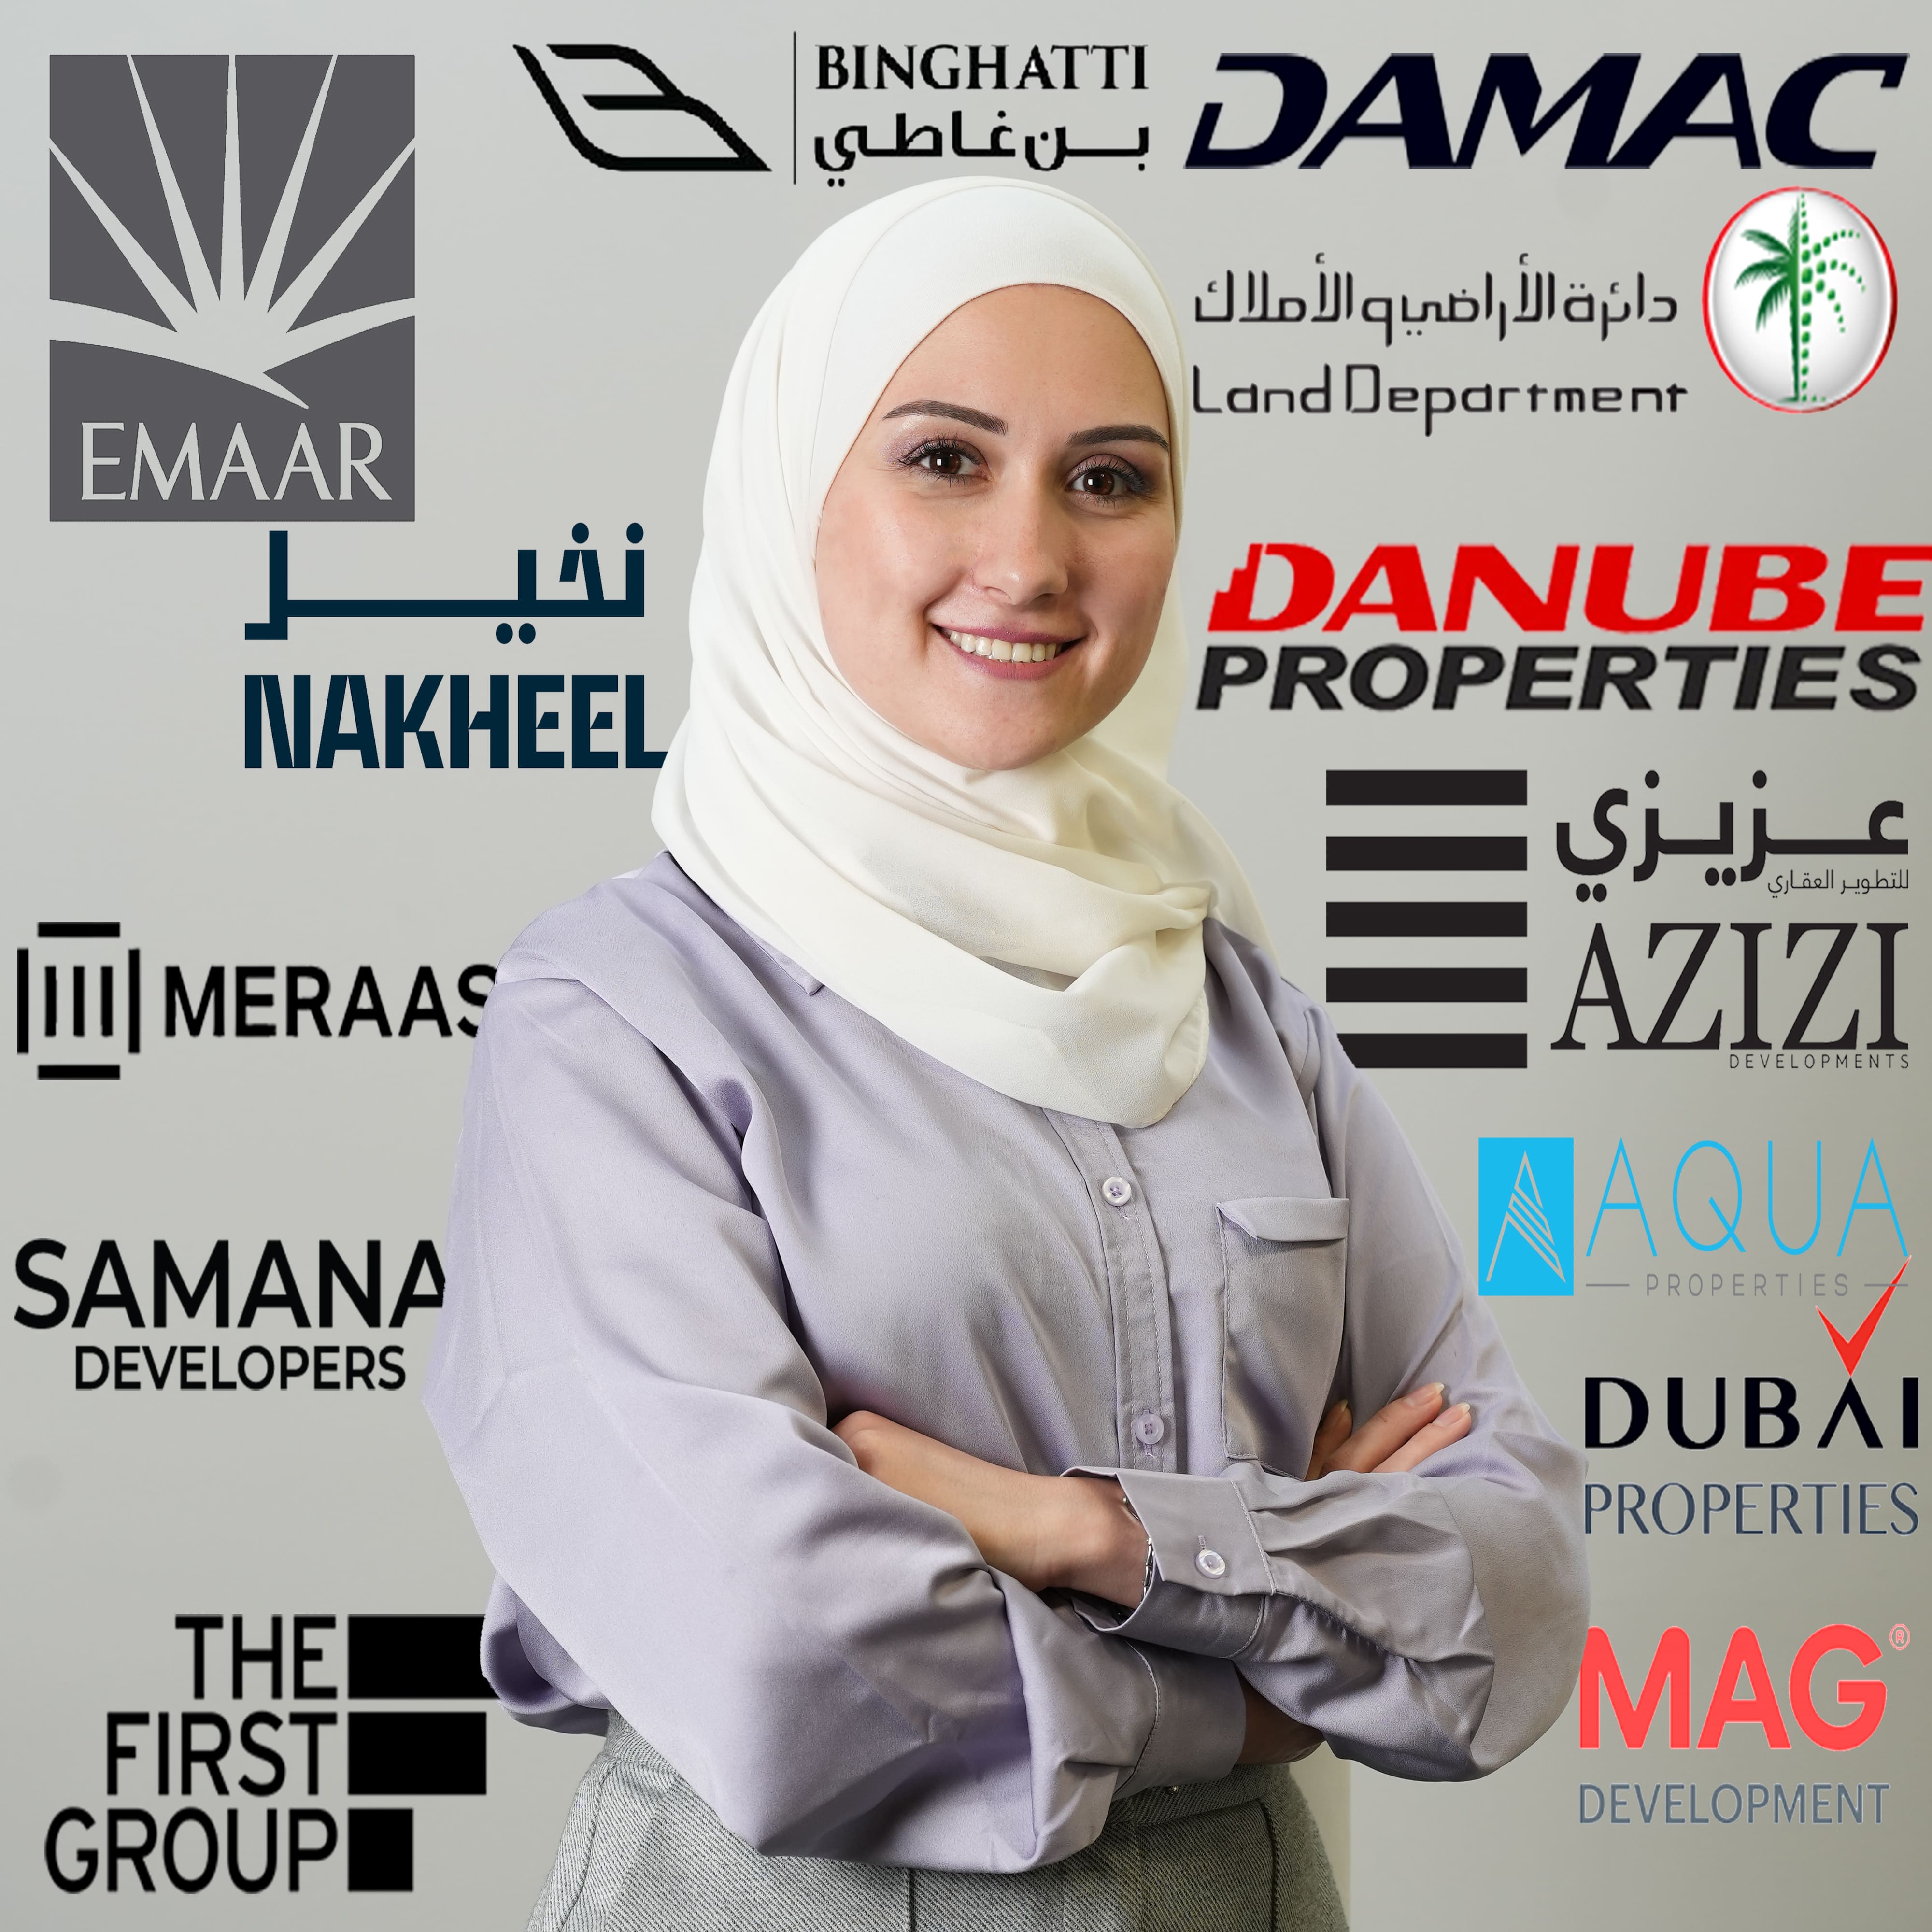 EMAAR
BINGHATTI
بن غاطي
DAMAC
دائرة الأراضي والأملاك
Land Department
نخيل
NAKHEEL
DANUBE
PROPERTIES
عزيزي
للتطوير العقاري
AZIZI
DEVELOPMENTS
MERAAS
AQUA
PROPERTIES
SAMANA
DEVELOPERS
DUBAI
PROPERTIES
THE
FIRST
GROUP
MAG®
DEVELOPMENT